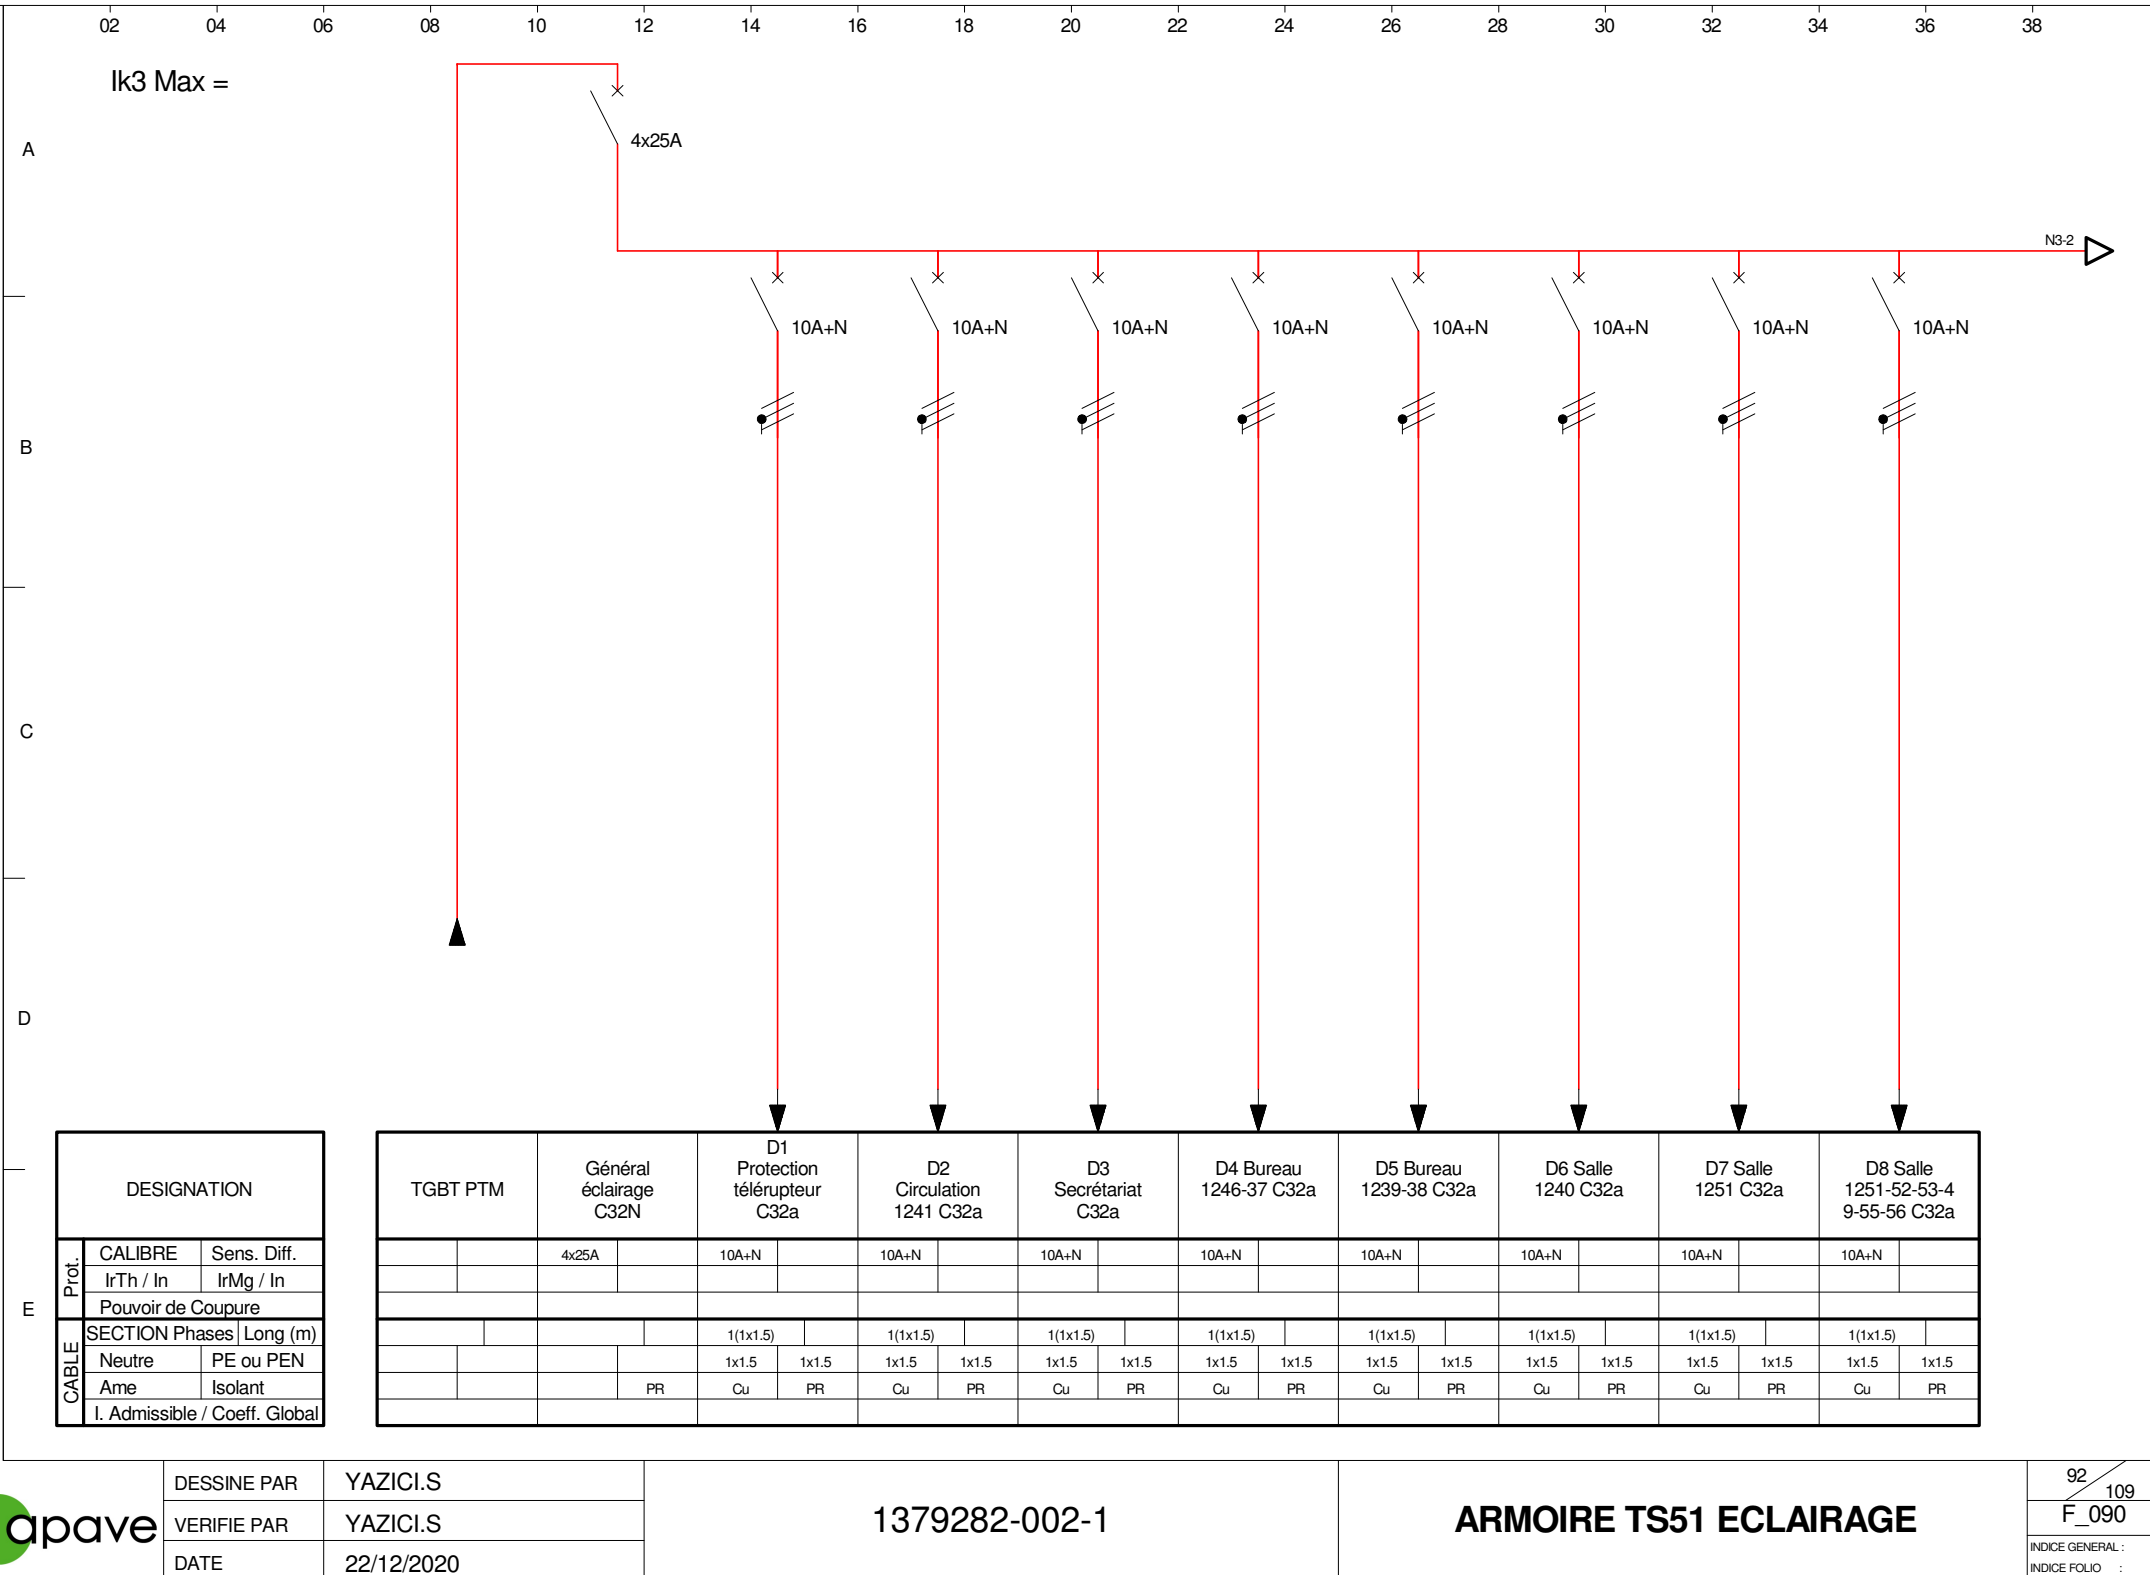 02 04 06 08 10 12 14 16 18 20 22 24 26 28 30 32 34 36 38
Ik3 Max =
A
4x25A
N3-2
10A+N 10A+N 10A+N 10A+N 10A+N 10A+N 10A+N 10A+N
B
C
D
E
DESIGNATION
TGBT PTM
Général
éclairage
C32N
D1
Protection
télérupteur
C32a
D2
Circulation
1241 C32a
D3
Secrétariat
C32a
D4 Bureau
1246-37 C32a
D5 Bureau
1239-38 C32a
D6 Salle
1240 C32a
D7 Salle
1251 C32a
D8 Salle
1251-52-53-4
9-55-56 C32a
Prot.
CALIBRE Sens. Diff. 4x25A 10A+N 10A+N 10A+N 10A+N 10A+N 10A+N 10A+N 10A+N
IrTh / In IrMg / In
Pouvoir de Coupure
CABLE
SECTION Phases Long (m) 1(1x1.5) 1(1x1.5) 1(1x1.5) 1(1x1.5) 1(1x1.5) 1(1x1.5) 1(1x1.5) 1(1x1.5)
Neutre PE ou PEN 1x1.5 1x1.5 1x1.5 1x1.5 1x1.5 1x1.5 1x1.5 1x1.5 1x1.5 1x1.5 1x1.5 1x1.5 1x1.5 1x1.5 1x1.5 1x1.5
Ame Isolant PR Cu PR Cu PR Cu PR Cu PR Cu PR Cu PR Cu PR Cu PR
I. Admissible / Coeff. Global
apave
DESSINE PAR YAZICI.S
VERIFIE PAR YAZICI.S
DATE 22/12/2020
1379282-002-1
ARMOIRE TS51 ECLAIRAGE
92 / 109
F_090
INDICE GENERAL :
INDICE FOLIO :